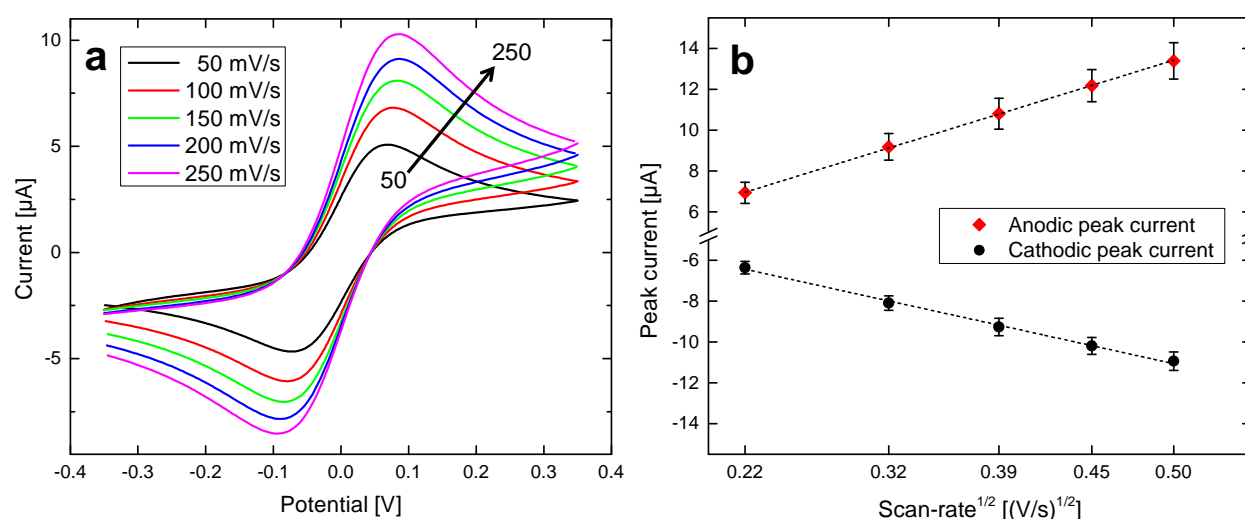 a
50 mV/s
100 mV/s
150 mV/s
200 mV/s
250 mV/s
250
50
10
5
0
-5
Current [µA]
-0.4 -0.3 -0.2 -0.1 0.0 0.1 0.2 0.3 0.4
Potential [V]
b
14
12
10
8
6
-6
-8
-10
-12
-14
Peak current [µA]
Anodic peak current
Cathodic peak current
0.22 0.32 0.39 0.45 0.50
Scan-rate1/2 [(V/s)1/2]